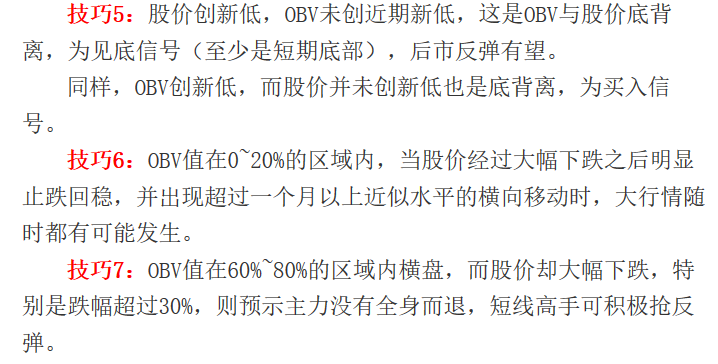 技巧5：股价创新低，OBV未创近期新低，这是OBV与股价底背
离，为见底信号（至少是短期底部），后市反弹有望。
同样，OBV创新低，而股价并未创新低也是底背离，为买入信
号。
技巧6：OBV值在0~20%的区域内，当股价经过大幅下跌之后明显
止跌回稳，并出现超过一个月以上近似水平的横向移动时，大行情随
时都有可能发生。
技巧7：OBV值在60%~80%的区域内横盘，而股价却大幅下跌，特
别是跌幅超过30%，则预示主力没有全身而退，短线高手可积极抢反
弹。